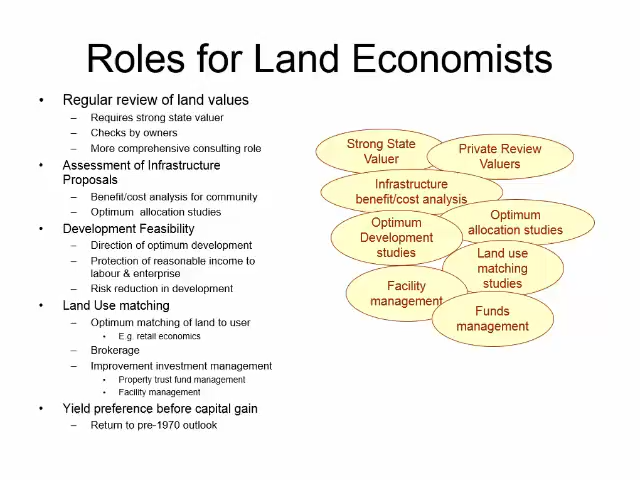 Roles for Land Economists
• Regular review of land values
– Requires strong state valuer
– Checks by owners
– More comprehensive consulting role
• Assessment of Infrastructure
Proposals
– Benefit/cost analysis for community
– Optimum allocation studies
• Development Feasibility
– Direction of optimum development
– Protection of reasonable income to
labour & enterprise
– Risk reduction in development
• Land Use matching
– Optimum matching of land to user
• E.g. retail economics
– Brokerage
– Improvement investment management
• Property trust fund management
• Facility management
• Yield preference before capital gain
– Return to pre-1970 outlook
Strong State
Valuer
Private Review
Valuers
Infrastructure
benefit/cost analysis
Optimum
Development
studies
Optimum
allocation studies
Land use
matching
studies
Facility
management
Funds
management